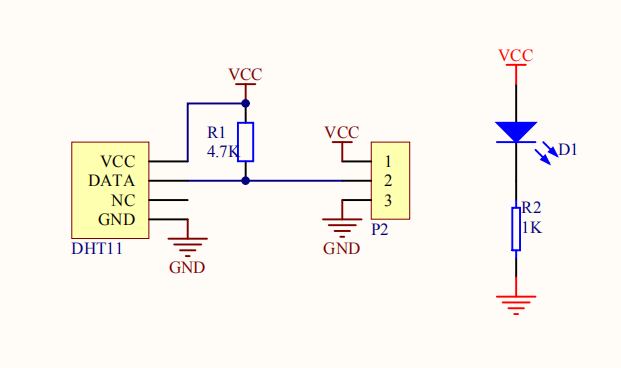 VCC
VCC
R1
4.7K
VCC
D1
VCC
DATA
NC
GND
1
2
3
R2
1K
DHT11
GND
GND
P2